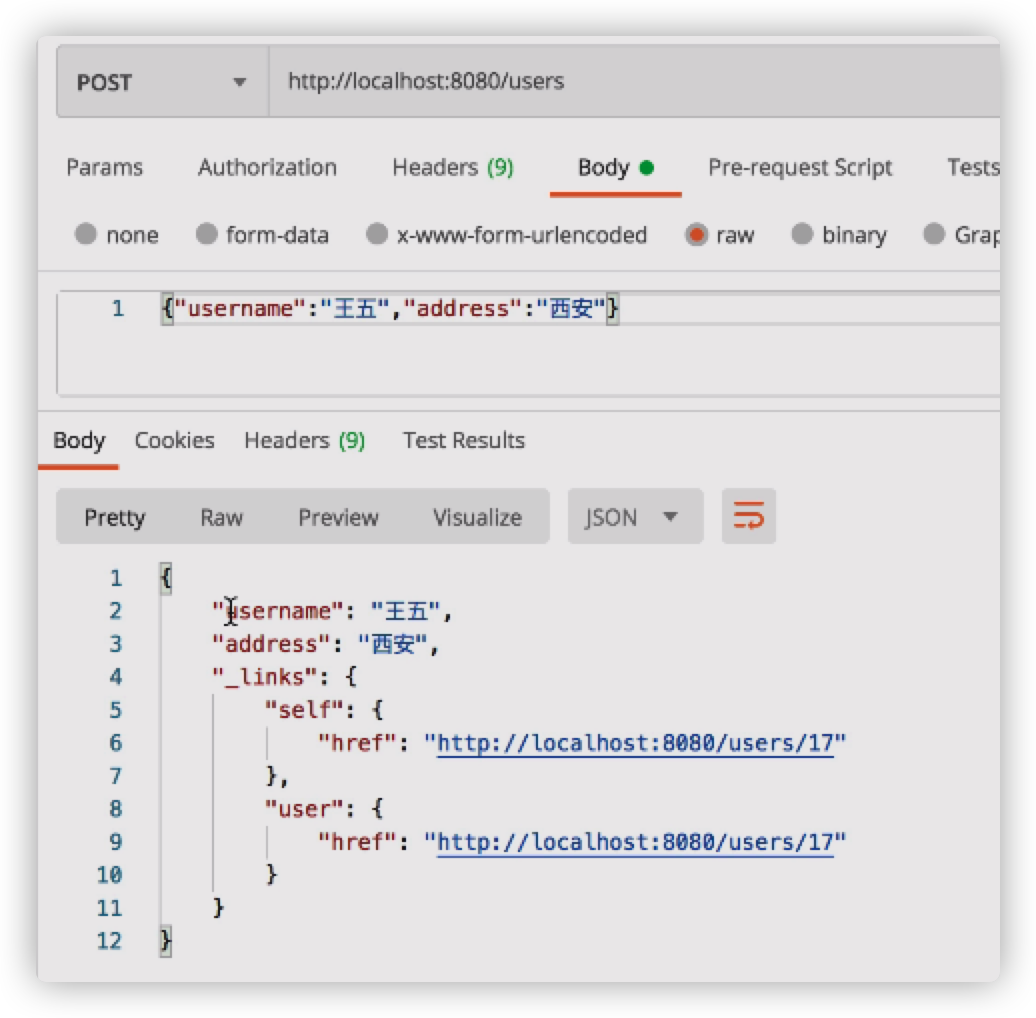 POST http://localhost:8080/users
Params Authorization Headers (9) Body Pre-request Script Tests
none form-data x-www-form-urlencoded raw binary Grap
1 {"username":"王五","address":"西安"}
Body Cookies Headers (9) Test Results
Pretty Raw Preview Visualize JSON
1 {
2 "username": "王五",
3 "address": "西安",
4 "_links": {
5 "self": {
6 "href": "http://localhost:8080/users/17"
7 },
8 "user": {
9 "href": "http://localhost:8080/users/17"
10 }
11 }
12 }